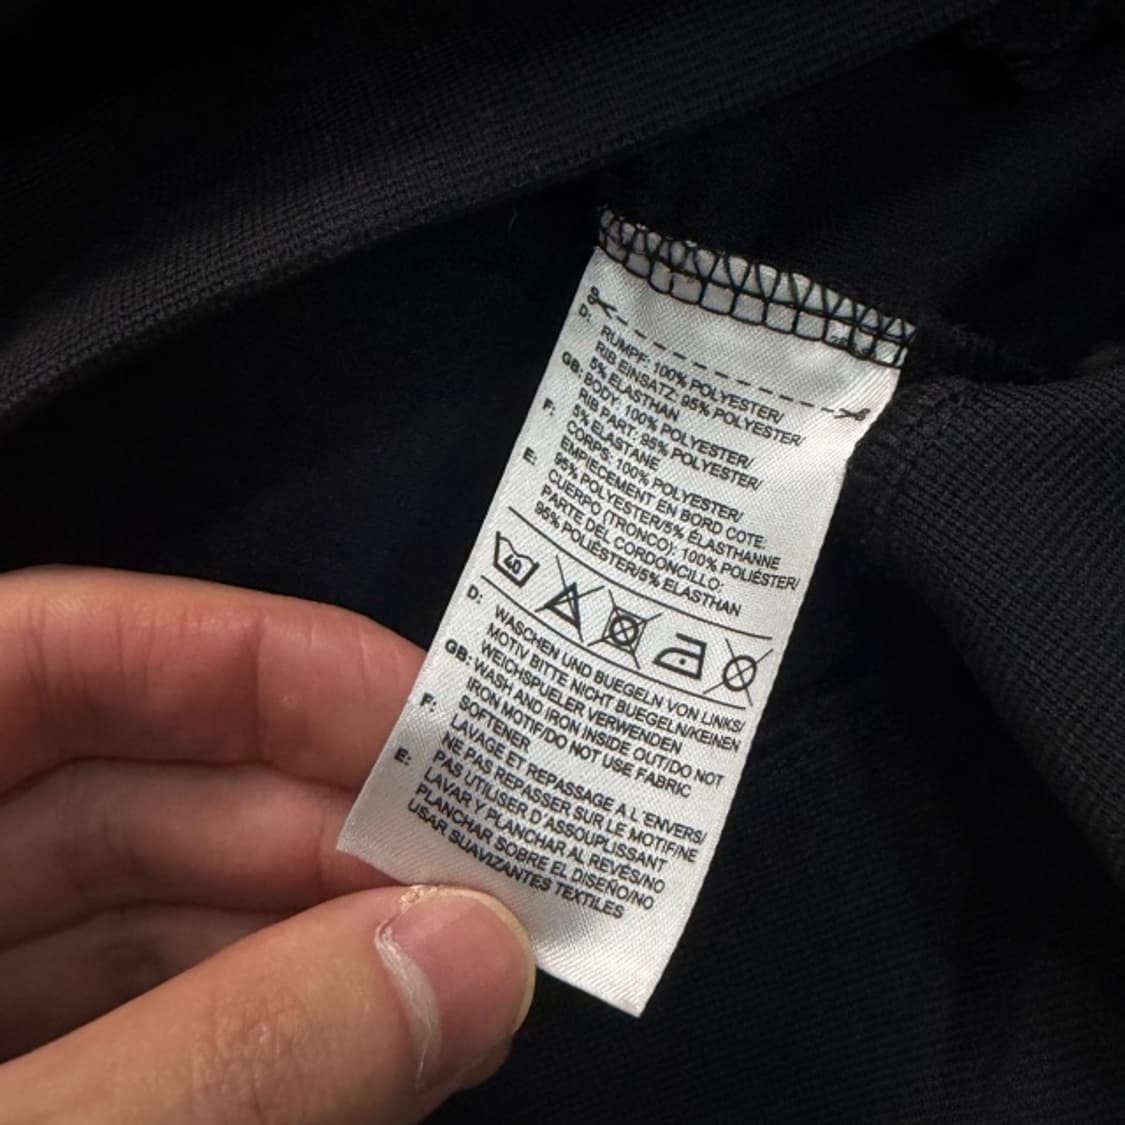 D: RUMPF: 100% POLYESTER/
RIB EINSATZ: 95% POLYESTER/
5% ELASTHAN
GB: BODY: 100% POLYESTER/
RIB PART: 95% POLYESTER/
5% ELASTANE
F: CORPS: 100% POLYESTER/
EMPIECEMENT EN BORD COTE:
95% POLYESTER/5% ÉLASTHANNE
E: CUERPO (TRONCO): 100% POLIÉSTER/
PARTE DEL CORDONCILLO:
95% POLIÉSTER/5% ELASTHAN
40
D: WASCHEN UND BUEGELN VON LINKS/
MOTIV BITTE NICHT BUEGELN/KEINEN
WEICHSPUELER VERWENDEN
GB: WASH AND IRON INSIDE OUT/DO NOT
IRON MOTIF/DO NOT USE FABRIC
SOFTENER
F: LAVAGE ET REPASSAGE A L'ENVERS/
NE PAS REPASSER SUR LE MOTIF/NE
PAS UTILISER D'ASSOUPLISSANT
E: LAVAR Y PLANCHAR AL REVÉS/NO
PLANCHAR SOBRE EL DISEÑO/NO
USAR SUAVIZANTES TEXTILES